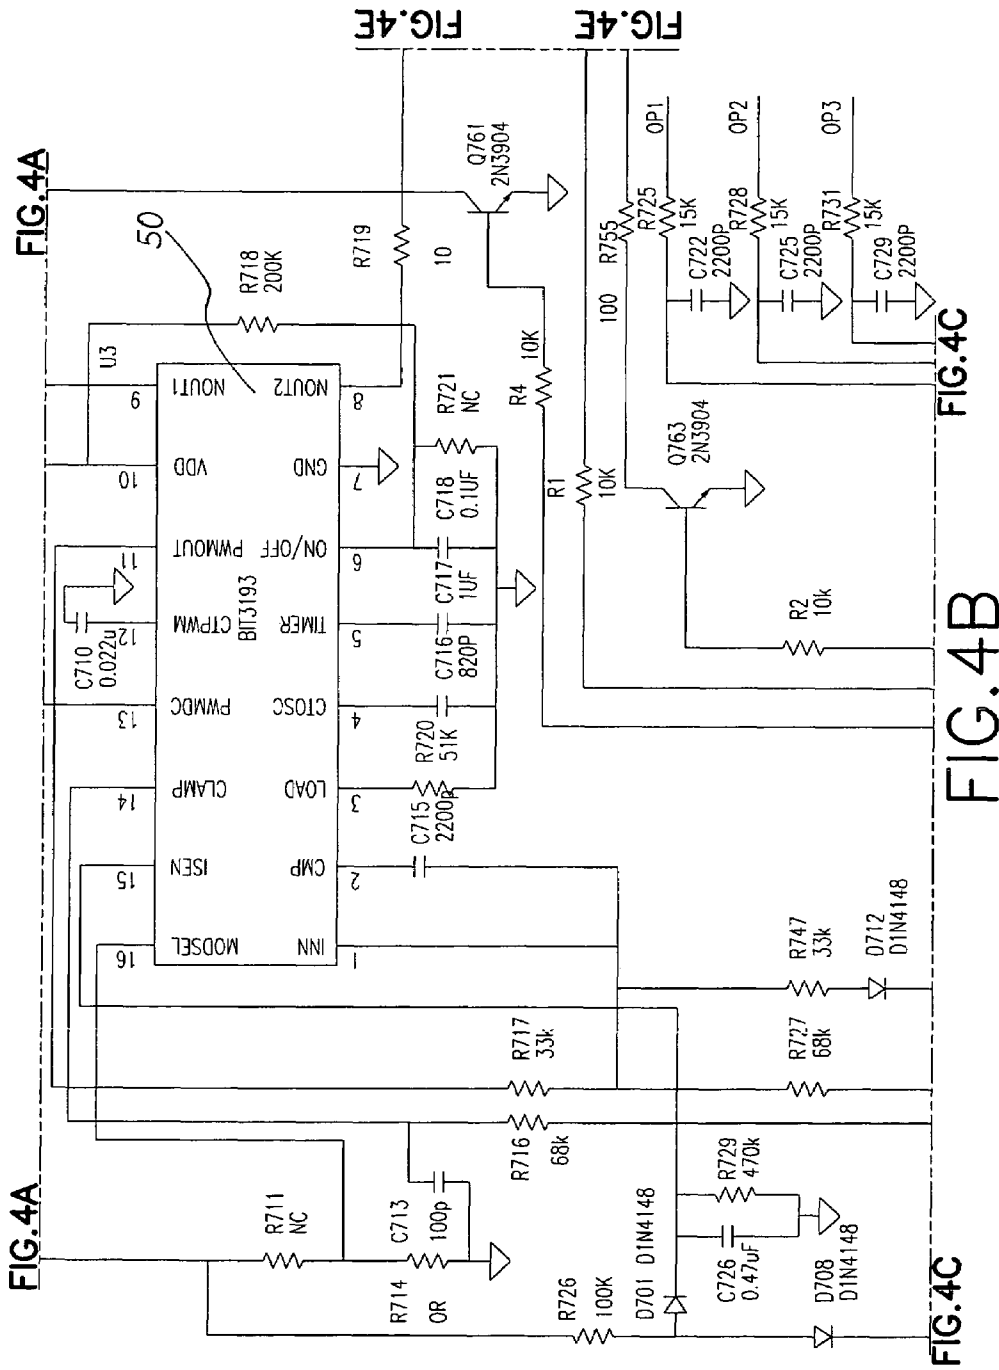 FIG.4A
FIG.4A
FIG.4E
FIG.4E
50
U3
R718
200K
R719
10
Q761
2N3904
9
10
11
12
13
14
15
16
NOUT1
VDD
PWMOUT
CTPWM
PWMDC
CLAMP
ISEN
MODSEL
BIT3193
NOUT2
GND
ON/OFF
TIMER
CTOSC
LOAD
CMP
INN
8
7
6
5
4
3
2
1
C710
0.022u
R721
NC
C718
0.1UF
C717
1UF
C716
820P
R720
51K
C715
2200p
R4
10K
R1
10K
R755
100
Q763
2N3904
R2
10k
R725
15K
OP1
C722
2200P
R728
15K
OP2
C725
2200P
R731
15K
OP3
C729
2200P
R711
NC
R714
OR
C713
100p
R716
68k
R717
33k
R747
33k
D712
D1N4148
R727
68k
R726
100K
D701 D1N4148
C726
0.47uF
R729
470k
D708
D1N4148
FIG.4C
FIG.4C
FIG.4B